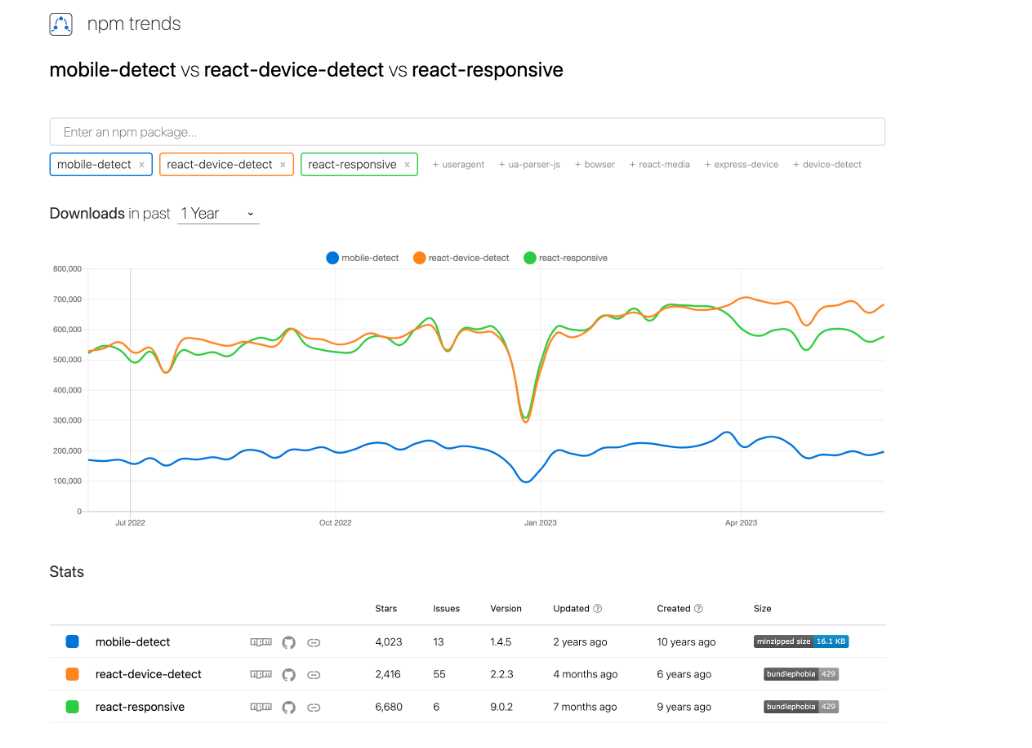 npm trends
mobile-detect vs react-device-detect vs react-responsive
Enter an npm package...
mobile-detect × react-device-detect × react-responsive × + useragent + ua-parser-js + bowser + react-media + express-device + device-detect
Downloads in past 1 Year
mobile-detect react-device-detect react-responsive
800,000
700,000
600,000
500,000
400,000
300,000
200,000
100,000
0
Jul 2022 Oct 2022 Jan 2023 Apr 2023
Stats
Stars Issues Version Updated ? Created ? Size
mobile-detect npm 4,023 13 1.4.5 2 years ago 10 years ago minzipped size 16.1 KB
react-device-detect npm 2,416 55 2.2.3 4 months ago 6 years ago bundlephobia 429
react-responsive npm 6,680 6 9.0.2 7 months ago 9 years ago bundlephobia 429